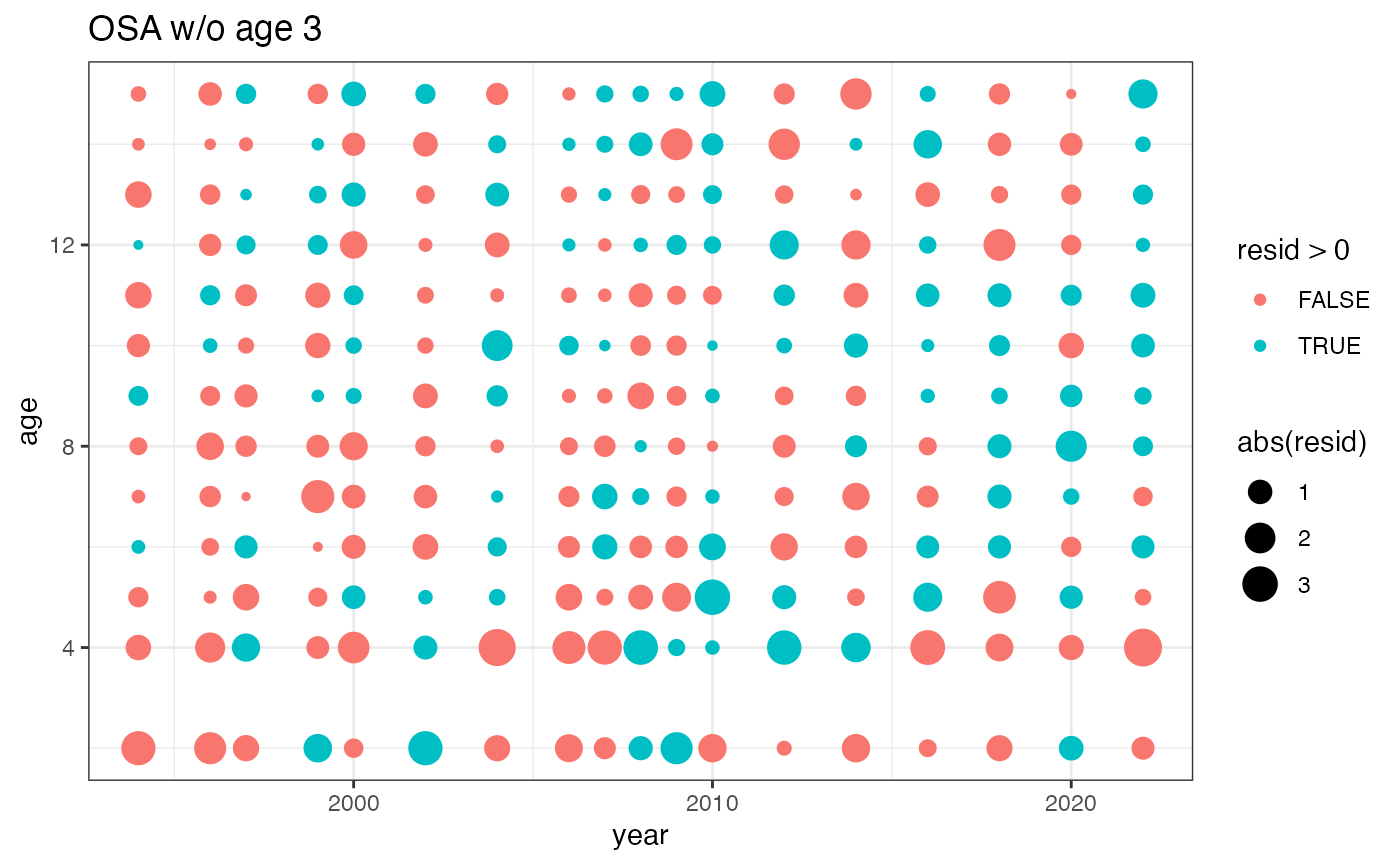 OSA w/o age 3
12
8
4
age
2000
2010
2020
year
resid > 0
FALSE
TRUE
abs(resid)
1
2
3